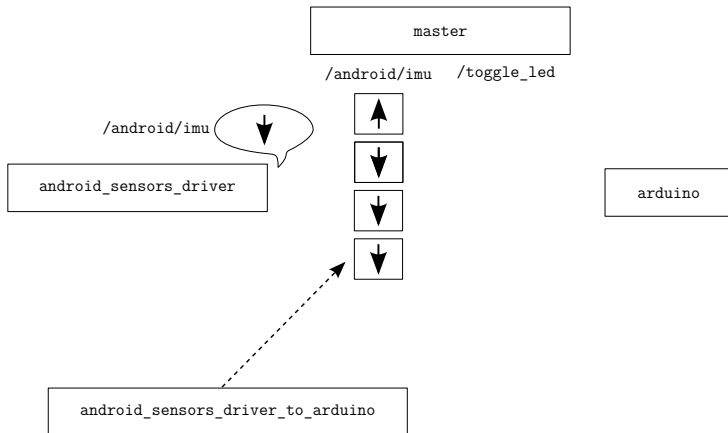 master
/android/imu /toggle_led
/android/imu
android_sensors_driver
arduino
android_sensors_driver_to_arduino